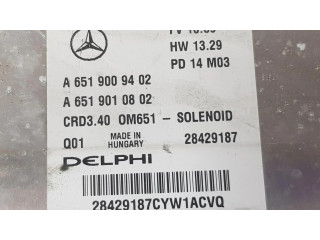 HW 13.29
PD 14 M03
A 651 900 94 02
A 651 901 08 02
CRD3.40 OM651 - SOLENOID
Q01 MADE IN HUNGARY 28429187
DELPHI
28429187CYW1ACVQ